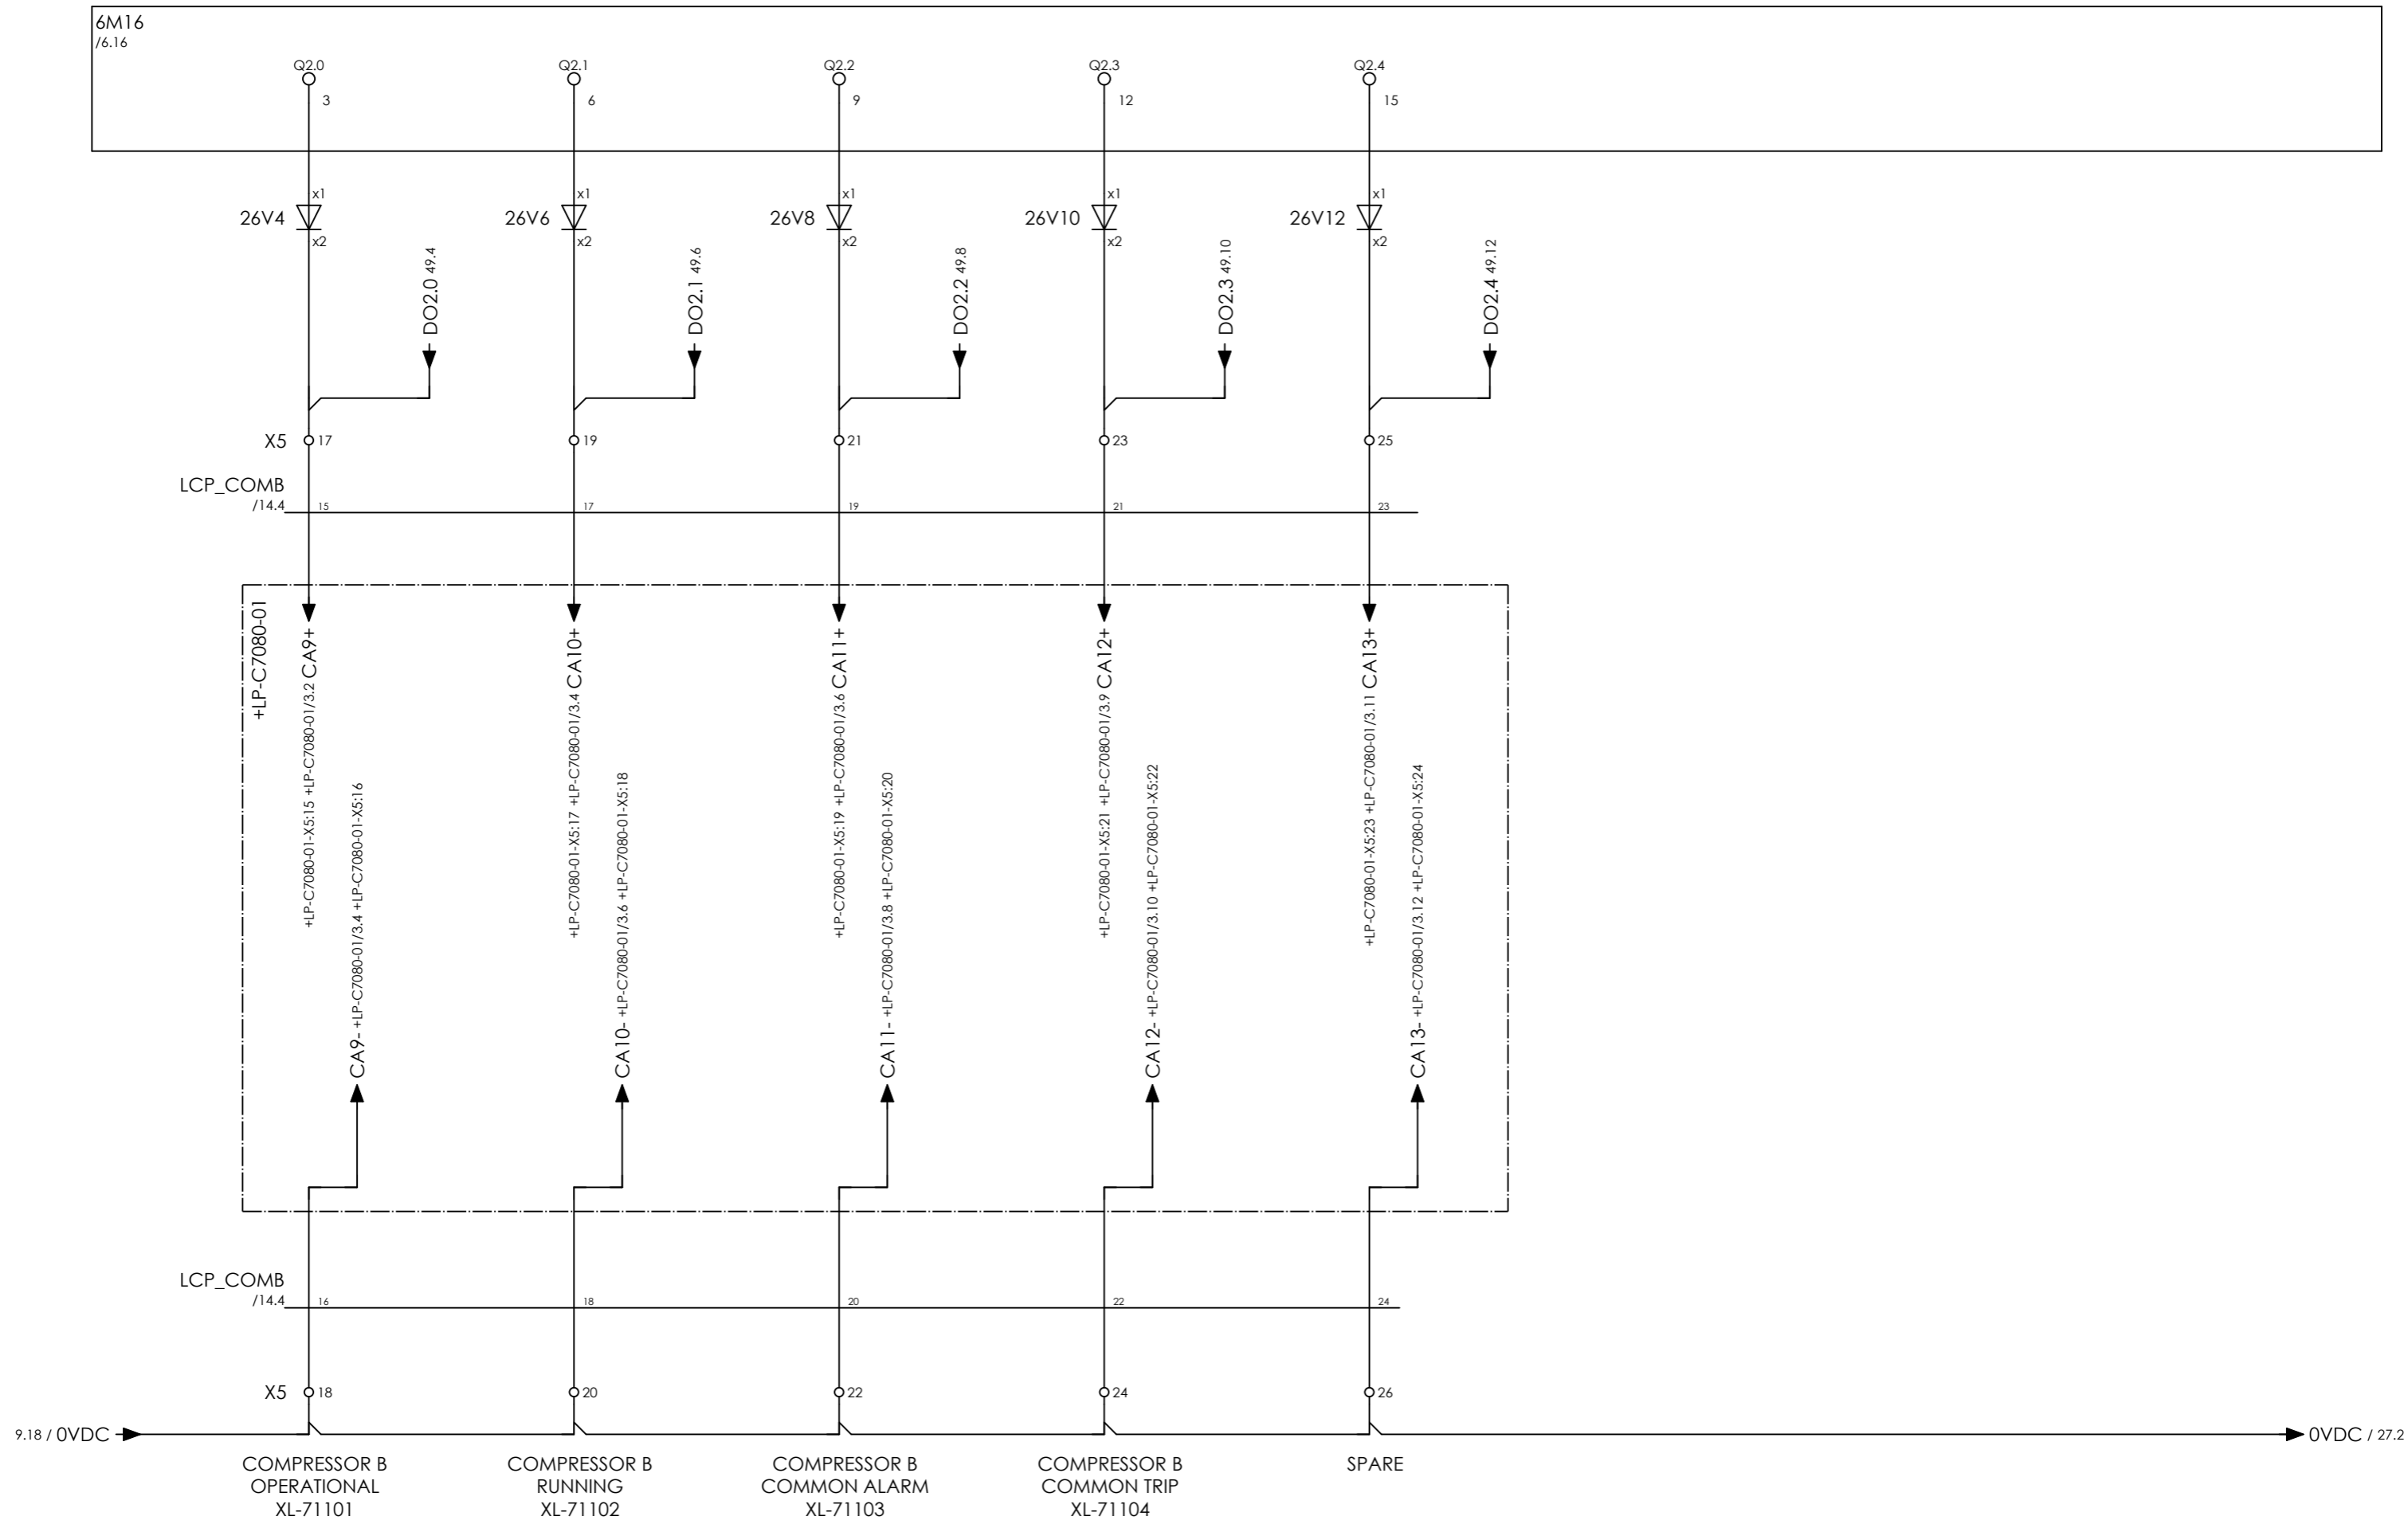 6M16
/6.16
Q2.0
Q2.1
Q2.2
Q2.3
Q2.4
3
6
9
12
15
x1
x1
x1
x1
x1
26V4
26V6
26V8
26V10
26V12
x2
x2
x2
x2
x2
DO2.0 49.4
DO2.1 49.6
DO2.2 49.8
DO2.3 49.10
DO2.4 49.12
X5
17
19
21
23
25
LCP_COMB
/14.4
15
17
19
21
23
+LP-C7080-01
+LP-C7080-01-X5:15 +LP-C7080-01/3.2 CA9+
CA9- +LP-C7080-01/3.4 +LP-C7080-01-X5:16
+LP-C7080-01-X5:17 +LP-C7080-01/3.4 CA10+
CA10- +LP-C7080-01/3.6 +LP-C7080-01-X5:18
+LP-C7080-01-X5:19 +LP-C7080-01/3.6 CA11+
CA11- +LP-C7080-01/3.8 +LP-C7080-01-X5:20
+LP-C7080-01-X5:21 +LP-C7080-01/3.9 CA12+
CA12- +LP-C7080-01/3.10 +LP-C7080-01-X5:22
+LP-C7080-01-X5:23 +LP-C7080-01/3.11 CA13+
CA13- +LP-C7080-01/3.12 +LP-C7080-01-X5:24
LCP_COMB
/14.4
16
18
20
22
24
X5
18
20
22
24
26
9.18 / 0VDC
0VDC / 27.2
COMPRESSOR B
OPERATIONAL
XL-71101
COMPRESSOR B
RUNNING
XL-71102
COMPRESSOR B
COMMON ALARM
XL-71103
COMPRESSOR B
COMMON TRIP
XL-71104
SPARE